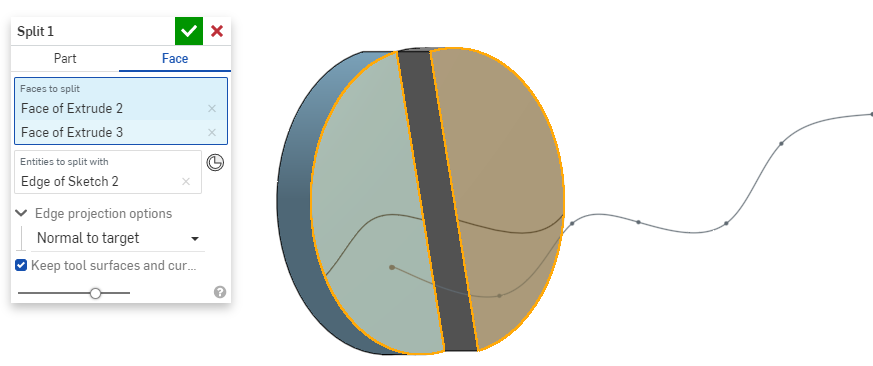 Split 1
Part Face
Faces to split
Face of Extrude 2
Face of Extrude 3
Entities to split with
Edge of Sketch 2
Edge projection options
Normal to target
Keep tool surfaces and cur...